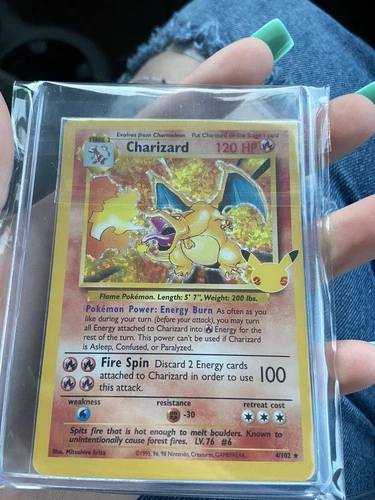 Evolves from Charmeleon Put Charizard on the Stage 1 card
STAGE 2
Charizard 120 HP
25
Flame Pokémon. Length: 5' 7", Weight: 200 lbs.
Pokémon Power: Energy Burn As often as you
like during your turn (before your attack), you may turn
all Energy attached to Charizard into Energy for the
rest of the turn. This power can't be used if Charizard
is Asleep, Confused, or Paralyzed.
Fire Spin Discard 2 Energy cards
attached to Charizard in order to use
this attack.
100
weakness resistance retreat cost
-30
Spits fire that is hot enough to melt boulders. Known to
unintentionally cause forest fires. LV. 76 #6
Illus. Mitsuhiro Arita ©1995, 96, 98 Nintendo, Creatures, GAMEFREAK. 4/102 ★